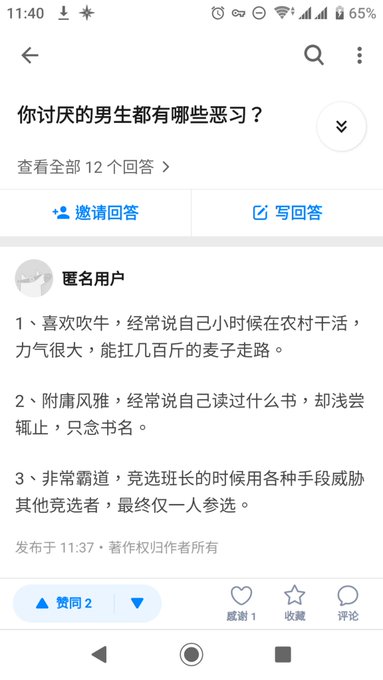 11:40
65%
你讨厌的男生都有哪些恶习？
查看全部 12 个回答
邀请回答
写回答
匿名用户
1、喜欢吹牛，经常说自己小时候在农村干活，
力气很大，能扛几百斤的麦子走路。
2、附庸风雅，经常说自己读过什么书，却浅尝
辄止，只念书名。
3、非常霸道，竞选班长的时候用各种手段威胁
其他竞选者，最终仅一人参选。
发布于 11:37・著作权归作者所有
赞同 2
感谢 1
收藏
评论